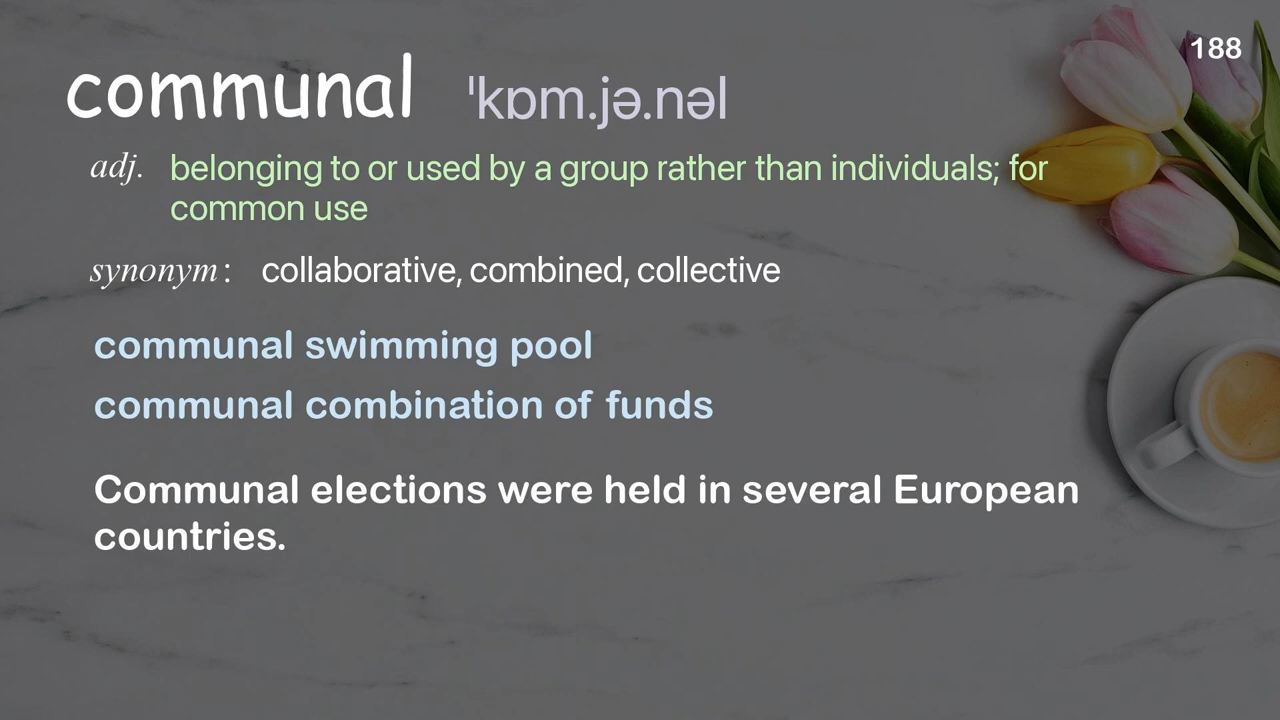 188
communal ˈkɒm.jə.nəl
adj. belonging to or used by a group rather than individuals; for
common use
synonym: collaborative, combined, collective
communal swimming pool
communal combination of funds
Communal elections were held in several European
countries.